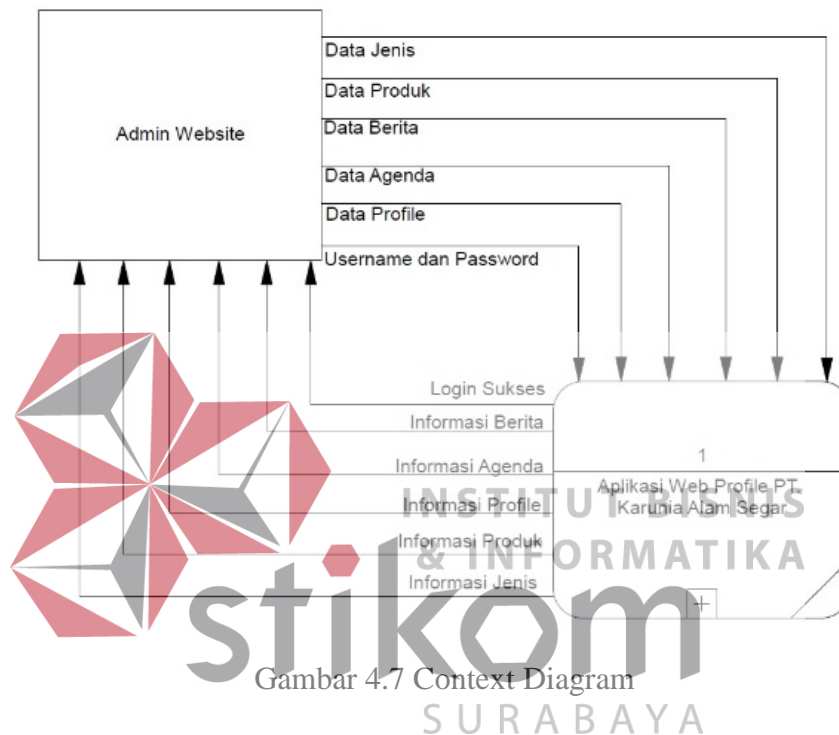 Data Jenis
Data Produk
Data Berita
Admin Website
Data Agenda
Data Profile
Username dan Password
Login Sukses
Informasi Berita
1
Informasi Agenda
Aplikasi Web Profile PT.
Karunia Alam Segar
INSTITUT BISNIS
Informasi Profile
Informasi Produk
& INFORMATIKA
Informasi Jenis
+
stikom
Gambar 4.7 Context Diagram
SURABAYA